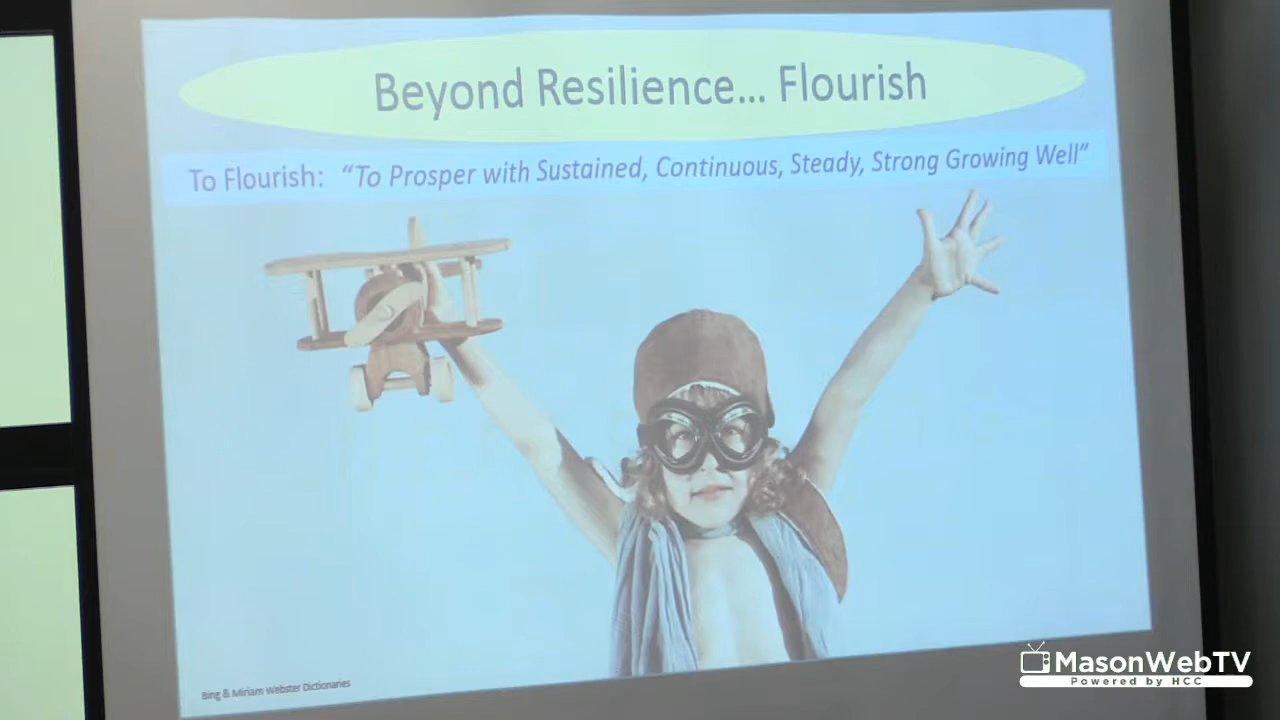 Beyond Resilience... Flourish
To Flourish: “To Prosper with Sustained, Continuous, Steady, Strong Growing Well”
Bing & Miriam Webster Dictionaries
MasonWebTV
Powered by HCC